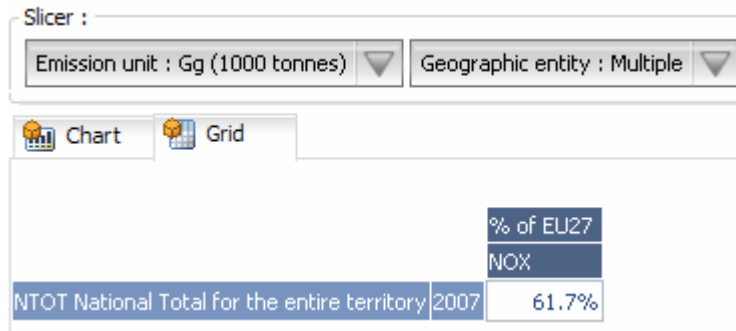 Slicer :
Emission unit : Gg (1000 tonnes) Geographic entity : Multiple
Chart Grid
% of EU27
NOX
NTOT National Total for the entire territory 2007 61.7%